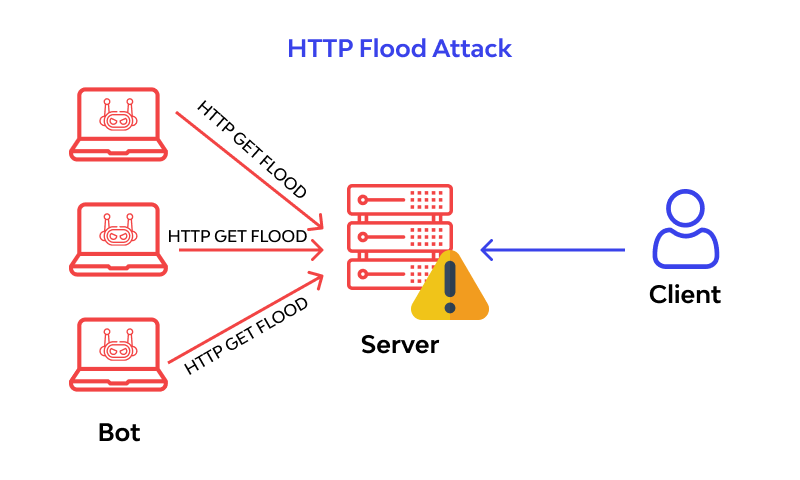 HTTP Flood Attack
HTTP GET FLOOD
HTTP GET FLOOD
HTTP GET FLOOD
Server
Client
Bot